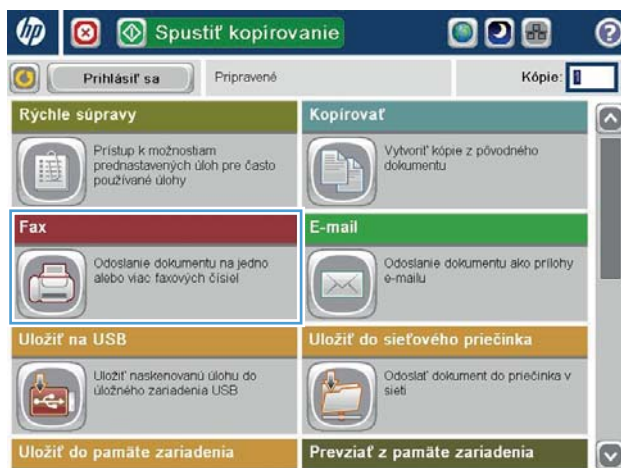 hp
Spustiť kopírovanie
?
Prihlásiť sa
Pripravené
Kópie: 1
Rýchle súpravy
Prístup k možnostiam
prednastavených úloh pre často
používané úlohy
Kopírovať
Vytvoriť kópie z pôvodného
dokumentu
Fax
Odoslanie dokumentu na jedno
alebo viac faxových čísiel
E-mail
Odoslanie dokumentu ako prílohy
e-mailu
Uložiť na USB
Uložiť naskenovanú úlohu do
úložného zariadenia USB
Uložiť do sieťového priečinka
Odoslať dokument do priečinka v
sieti
Uložiť do pamäte zariadenia
Prevziať z pamäte zariadenia